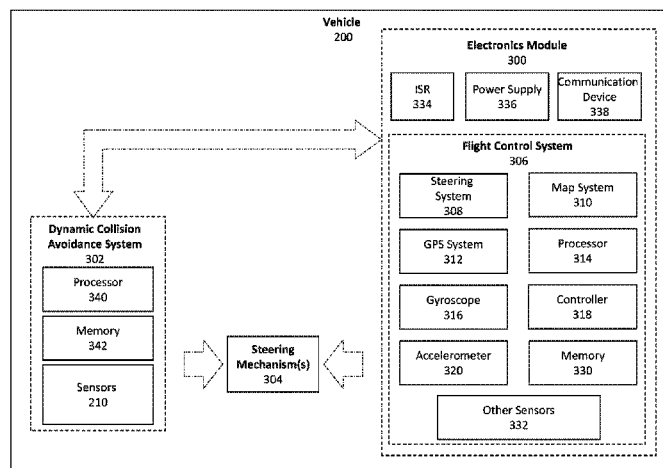 Vehicle
200
Electronics Module
300
ISR
334
Power Supply
336
Communication
Device
338
Flight Control System
306
Steering
System
308
Map System
310
GPS System
312
Processor
314
Gyroscope
316
Controller
318
Accelerometer
320
Memory
330
Other Sensors
332
Dynamic Collision
Avoidance System
302
Processor
340
Memory
342
Sensors
210
Steering
Mechanism(s)
304